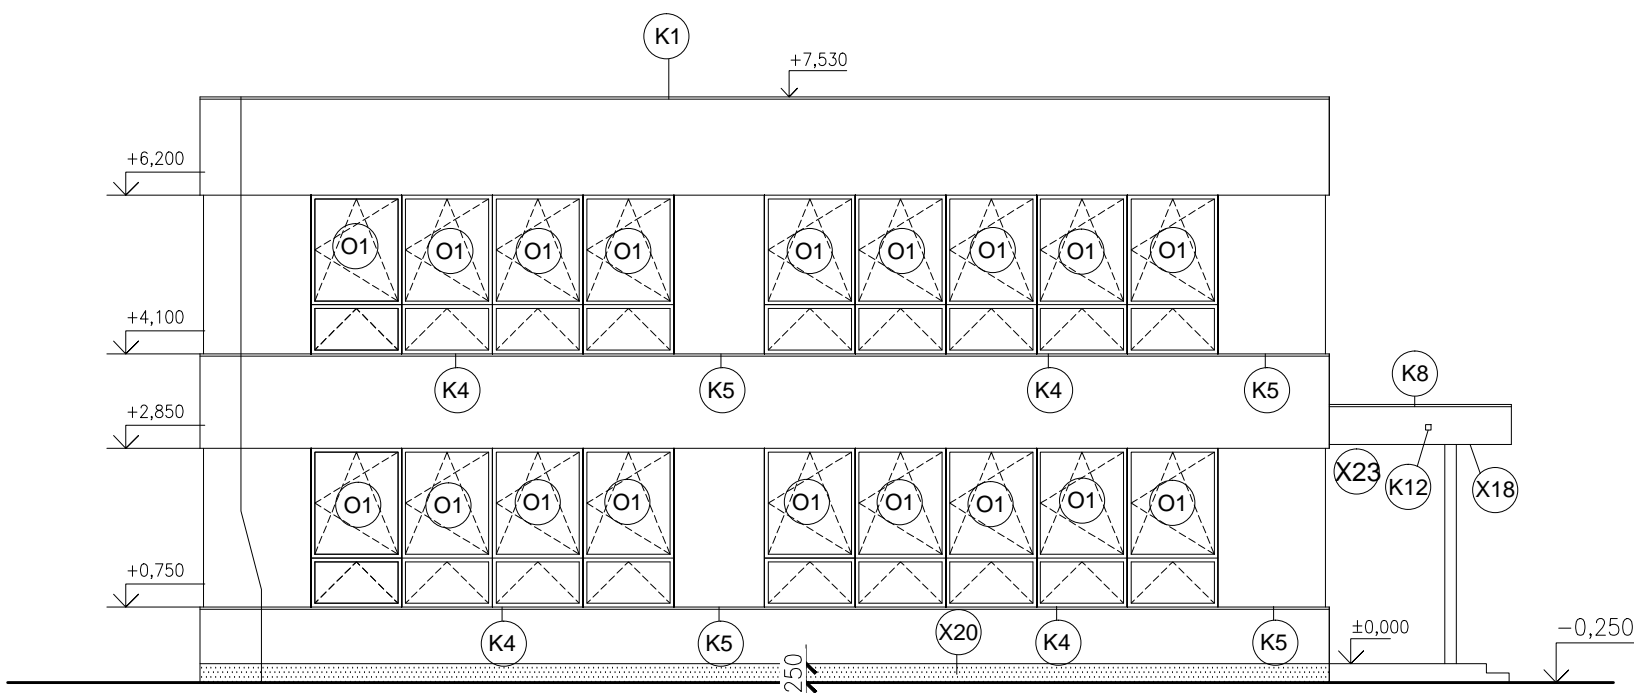 K1
+7,530
+6,200
O1 O1 O1 O1 O1 O1 O1 O1 O1
+4,100
K4 K5 K4 K5 K8
+2,850
O1 O1 O1 O1 O1 O1 O1 O1 O1
X23 K12 X18
+0,750
K4 K5 X20 K4 K5
±0,000
−0,250
250